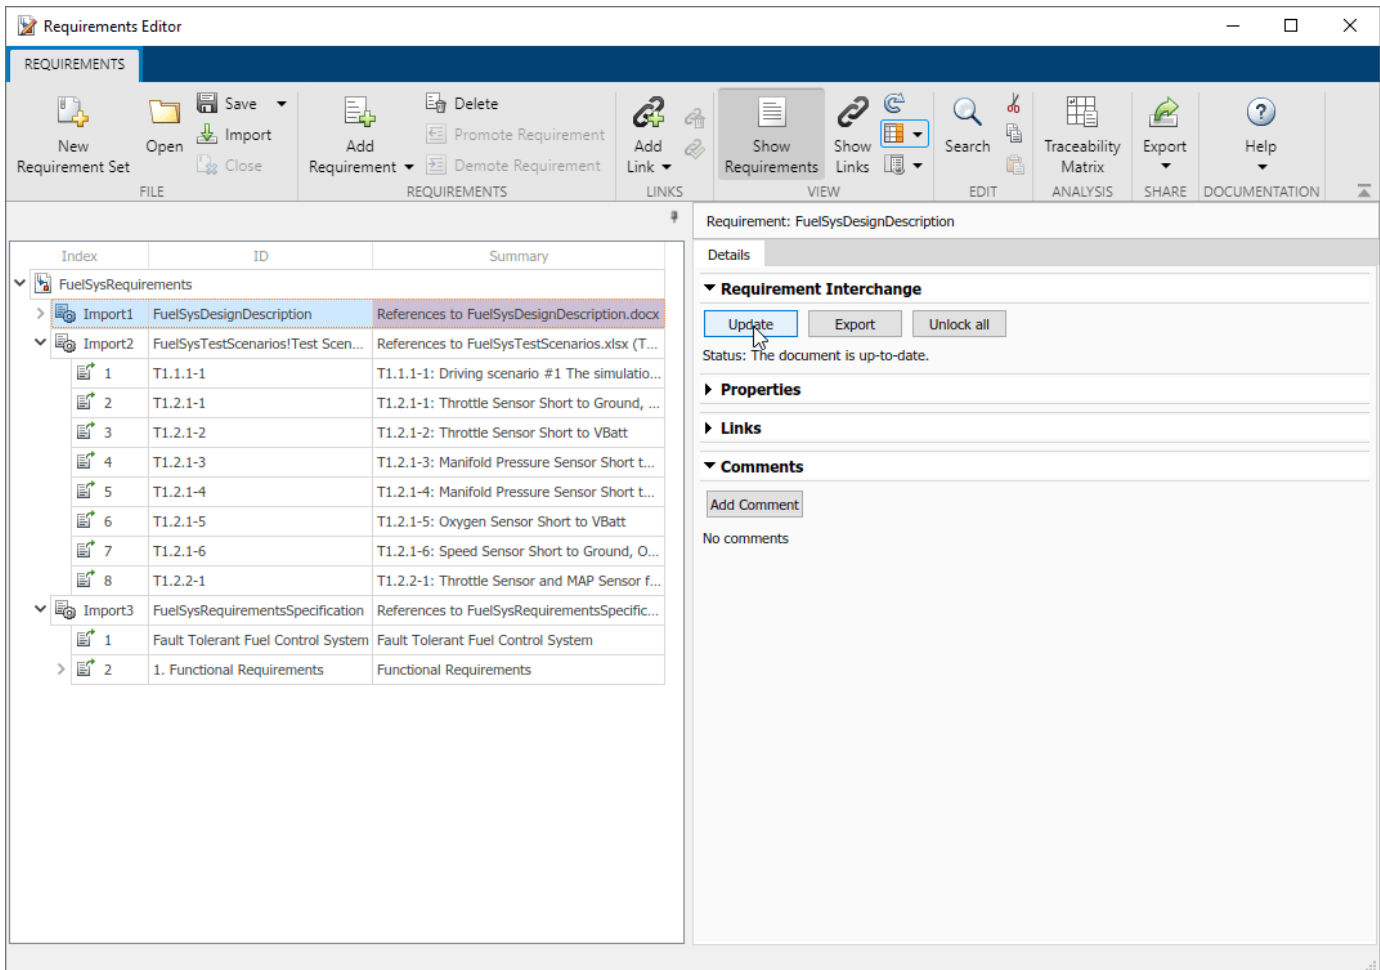 Requirements Editor
REQUIREMENTS
New
Requirement Set
Open
Save
Import
Close
FILE
Add
Requirement
Delete
Promote Requirement
Demote Requirement
REQUIREMENTS
Add
Link
LINKS
Show
Requirements
Show
Links
VIEW
Search
EDIT
Traceability
Matrix
ANALYSIS
Export
SHARE
Help
DOCUMENTATION
Index ID Summary
FuelSysRequirements
Import1 FuelSysDesignDescription References to FuelSysDesignDescription.docx
Import2 FuelSysTestScenarios!Test Scen... References to FuelSysTestScenarios.xlsx (T...
1 T1.1.1-1 T1.1.1-1: Driving scenario #1 The simulatio...
2 T1.2.1-1 T1.2.1-1: Throttle Sensor Short to Ground, ...
3 T1.2.1-2 T1.2.1-2: Throttle Sensor Short to VBatt
4 T1.2.1-3 T1.2.1-3: Manifold Pressure Sensor Short t...
5 T1.2.1-4 T1.2.1-4: Manifold Pressure Sensor Short t...
6 T1.2.1-5 T1.2.1-5: Oxygen Sensor Short to VBatt
7 T1.2.1-6 T1.2.1-6: Speed Sensor Short to Ground, O...
8 T1.2.2-1 T1.2.2-1: Throttle Sensor and MAP Sensor f...
Import3 FuelSysRequirementsSpecification References to FuelSysRequirementsSpecific...
1 Fault Tolerant Fuel Control System Fault Tolerant Fuel Control System
2 1. Functional Requirements Functional Requirements
Requirement: FuelSysDesignDescription
Details
Requirement Interchange
Update Export Unlock all
Status: The document is up-to-date.
Properties
Links
Comments
Add Comment
No comments